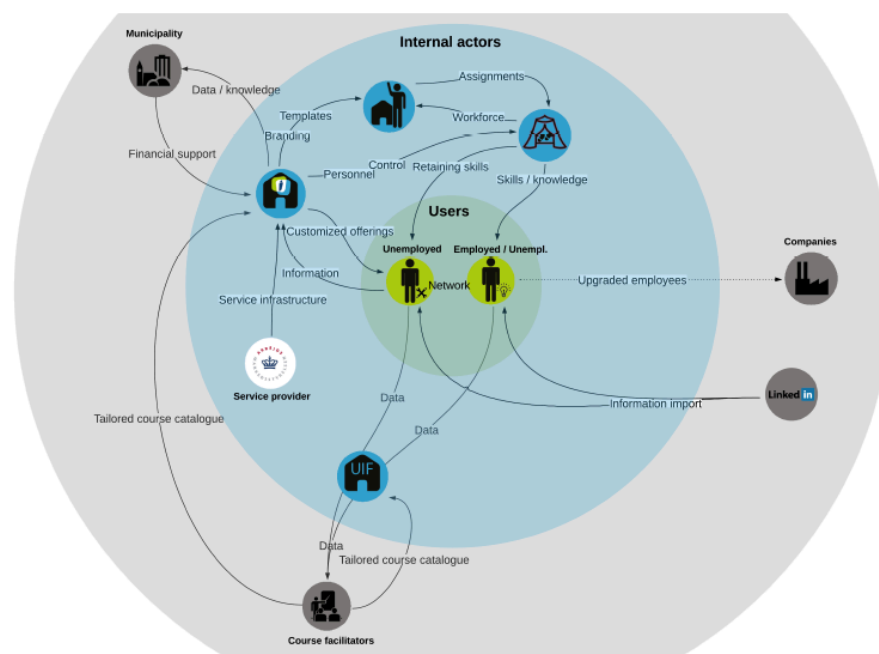 Municipality
Internal actors
Assignments
Data / knowledge
Templates
Workforce
Branding
Financial support
Control
Retaining skills
Personnel
Skills / knowledge
Users
Customized offerings
Companies
Unemployed
Employed / Unempl.
Information
Network
Upgraded employees
Service infrastructure
Service provider
Data
Linked in
Information import
Tailored course catalogue
Data
UIF
Data
Tailored course catalogue
Course facilitators